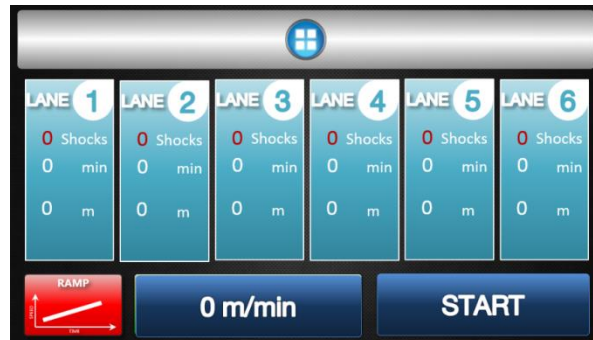 LANE 1 LANE 2 LANE 3 LANE 4 LANE 5 LANE 6
0 Shocks 0 Shocks 0 Shocks 0 Shocks 0 Shocks 0 Shocks
0 min 0 min 0 min 0 min 0 min 0 min
0 m 0 m 0 m 0 m 0 m 0 m
RAMP
SPEED
TIME
0 m/min
START